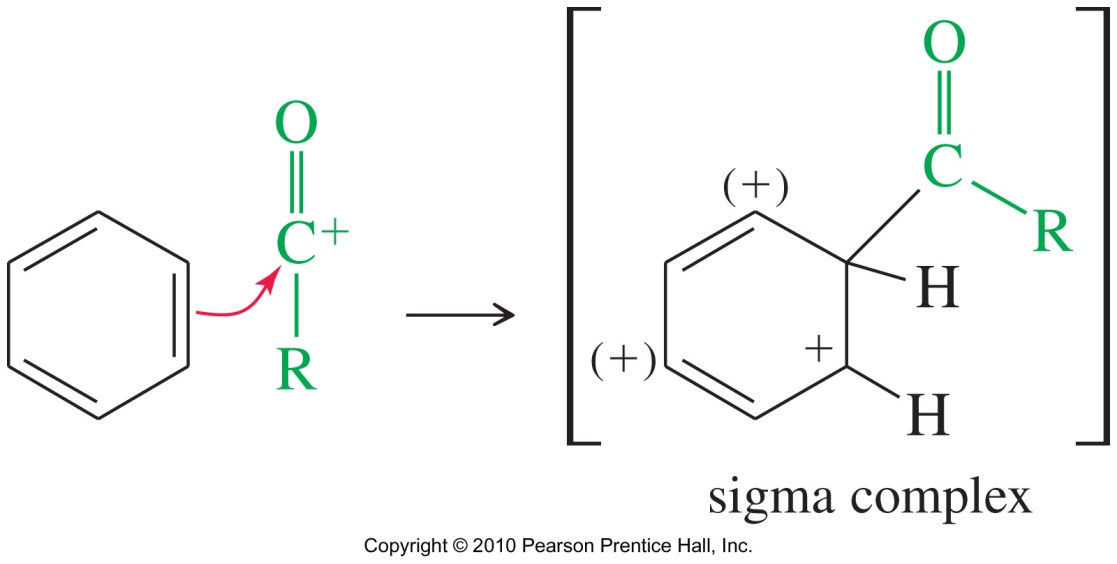 O
C+
R
O
C
R
(+)
H
(+)
+
H
sigma complex
Copyright © 2010 Pearson Prentice Hall, Inc.